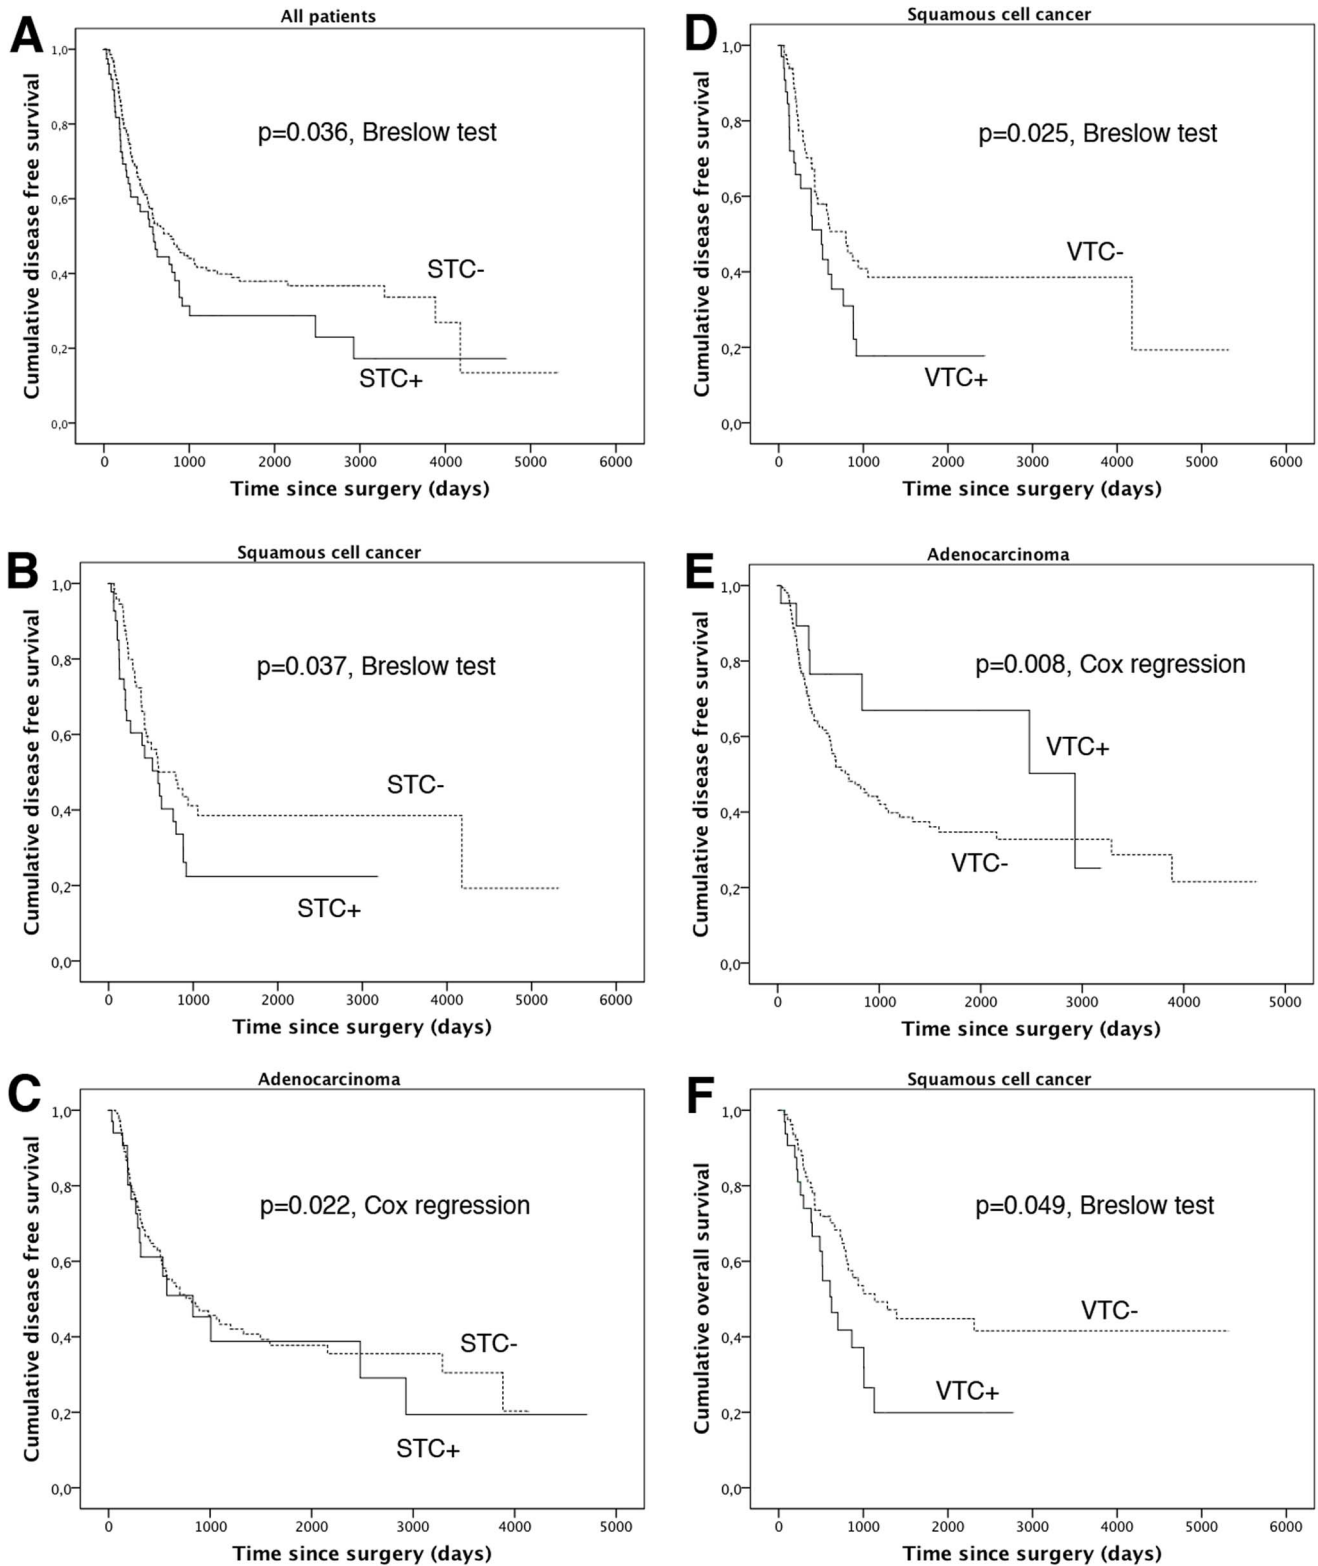 A
All patients
Cumulative disease free survival
1,0
0,8
0,6
0,4
0,2
0,0
p=0.036, Breslow test
STC-
STC+
0 1000 2000 3000 4000 5000 6000
Time since surgery (days)
B
Squamous cell cancer
Cumulative disease free survival
1,0
0,8
0,6
0,4
0,2
0,0
p=0.037, Breslow test
STC-
STC+
0 1000 2000 3000 4000 5000 6000
Time since surgery (days)
C
Adenocarcinoma
Cumulative disease free survival
1,0
0,8
0,6
0,4
0,2
0,0
p=0.022, Cox regression
STC-
STC+
0 1000 2000 3000 4000 5000
Time since surgery (days)
D
Squamous cell cancer
Cumulative disease free survival
1,0
0,8
0,6
0,4
0,2
0,0
p=0.025, Breslow test
VTC-
VTC+
0 1000 2000 3000 4000 5000 6000
Time since surgery (days)
E
Adenocarcinoma
Cumulative disease free survival
1,0
0,8
0,6
0,4
0,2
0,0
p=0.008, Cox regression
VTC+
VTC-
0 1000 2000 3000 4000 5000
Time since surgery (days)
F
Squamous cell cancer
Cumulative overall survival
1,0
0,8
0,6
0,4
0,2
0,0
p=0.049, Breslow test
VTC-
VTC+
0 1000 2000 3000 4000 5000 6000
Time since surgery (days)